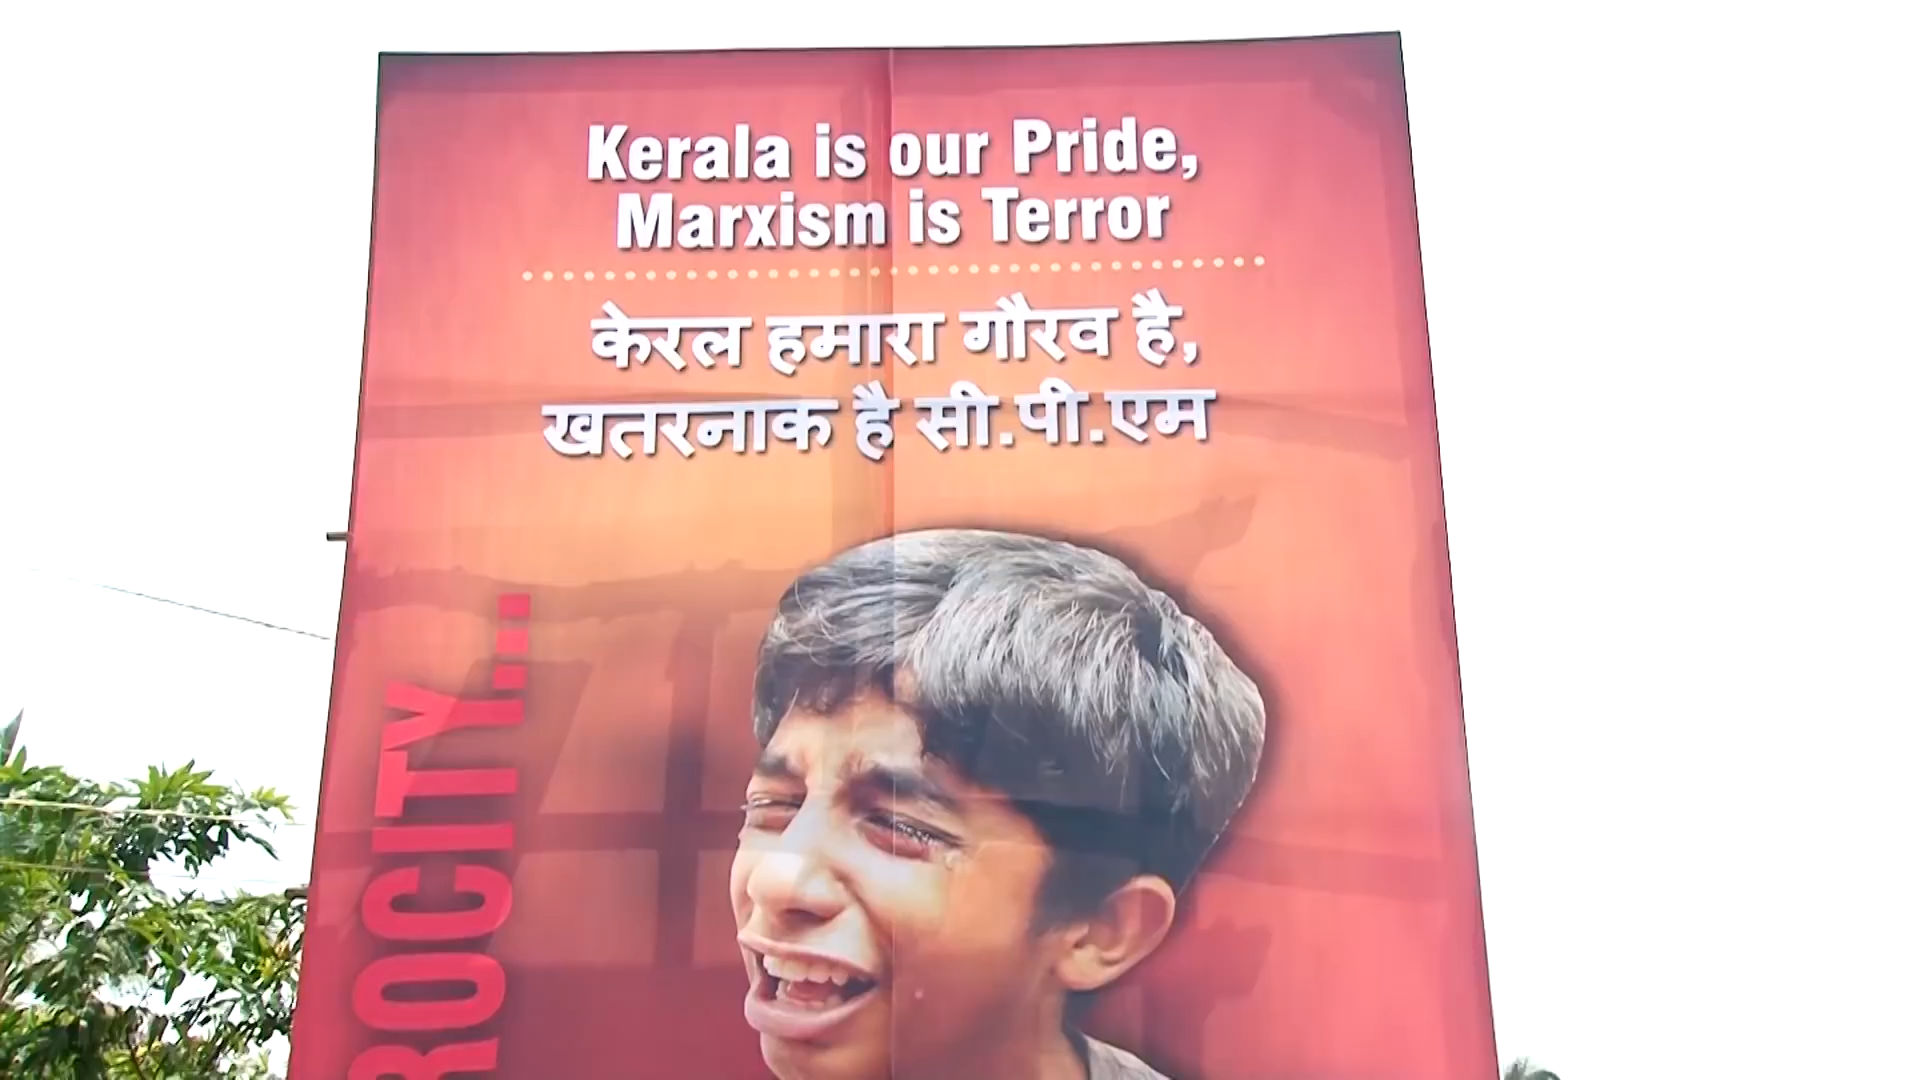 Kerala is our Pride,
Marxism is Terror
केरल हमारा गौरव है,
खतरनाक है सी.पी.एम